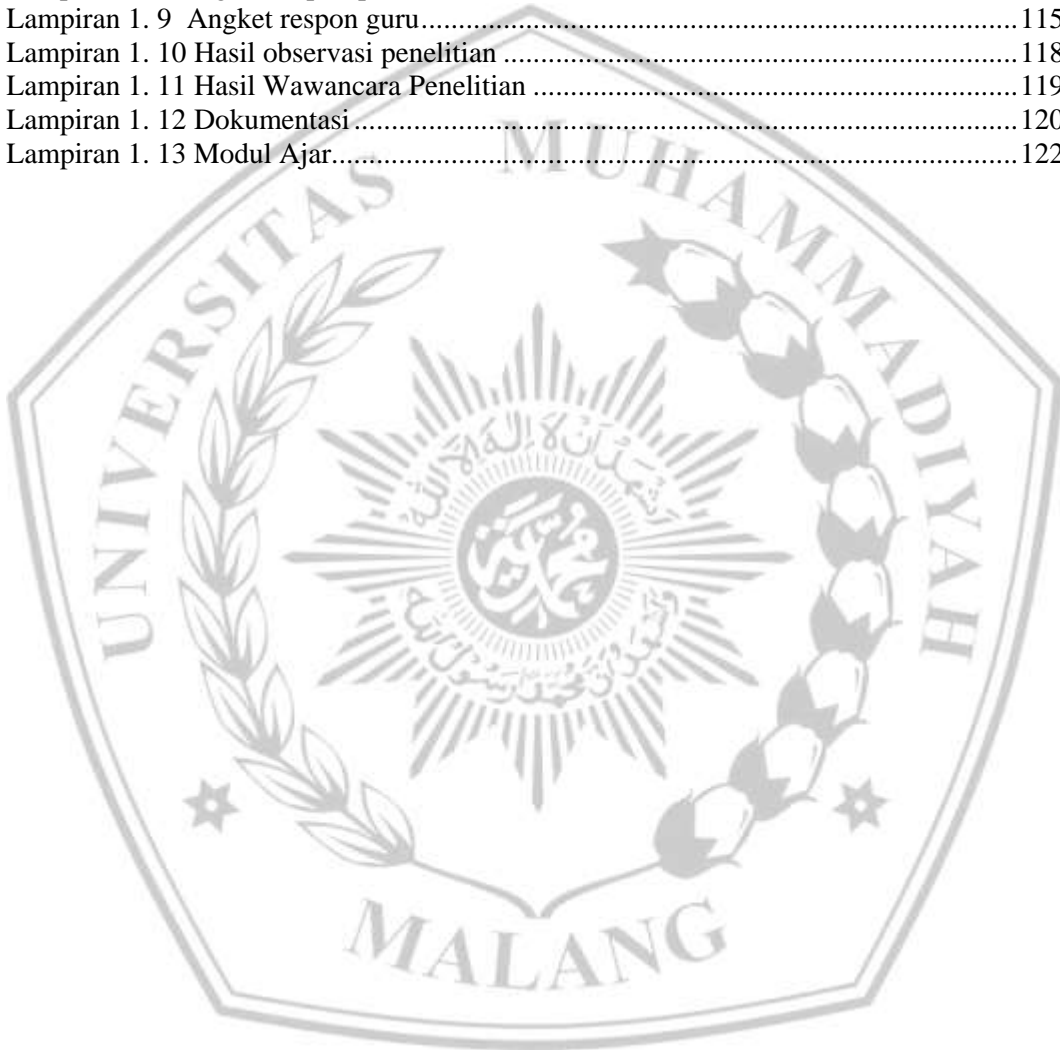 Lampiran 1. 9 Angket respon guru....................................................................................................115
Lampiran 1. 10 Hasil observasi penelitian ......................................................................................118
Lampiran 1. 11 Hasil Wawancara Penelitian .................................................................................119
Lampiran 1. 12 Dokumentasi..............................................................................................................120
Lampiran 1. 13 Modul Ajar.................................................................................................................122
UNIVERSITAS MUHAMMADIYAH
MALANG